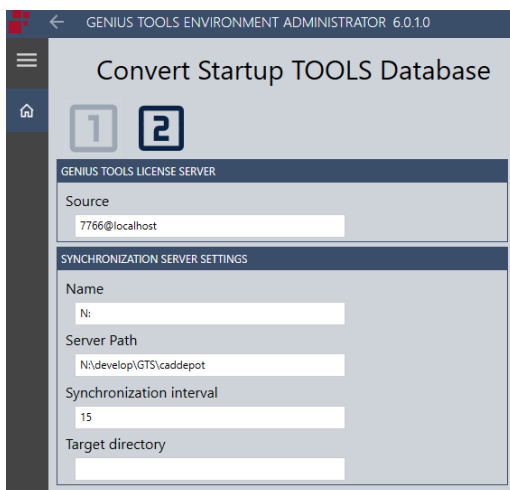 GENIUS TOOLS ENVIRONMENT ADMINISTRATOR 6.0.1.0
Convert Startup TOOLS Database
1 2
GENIUS TOOLS LICENSE SERVER
Source
7766@localhost
SYNCHRONIZATION SERVER SETTINGS
Name
N:
Server Path
N:\develop\GTS\caddepot
Synchronization interval
15
Target directory